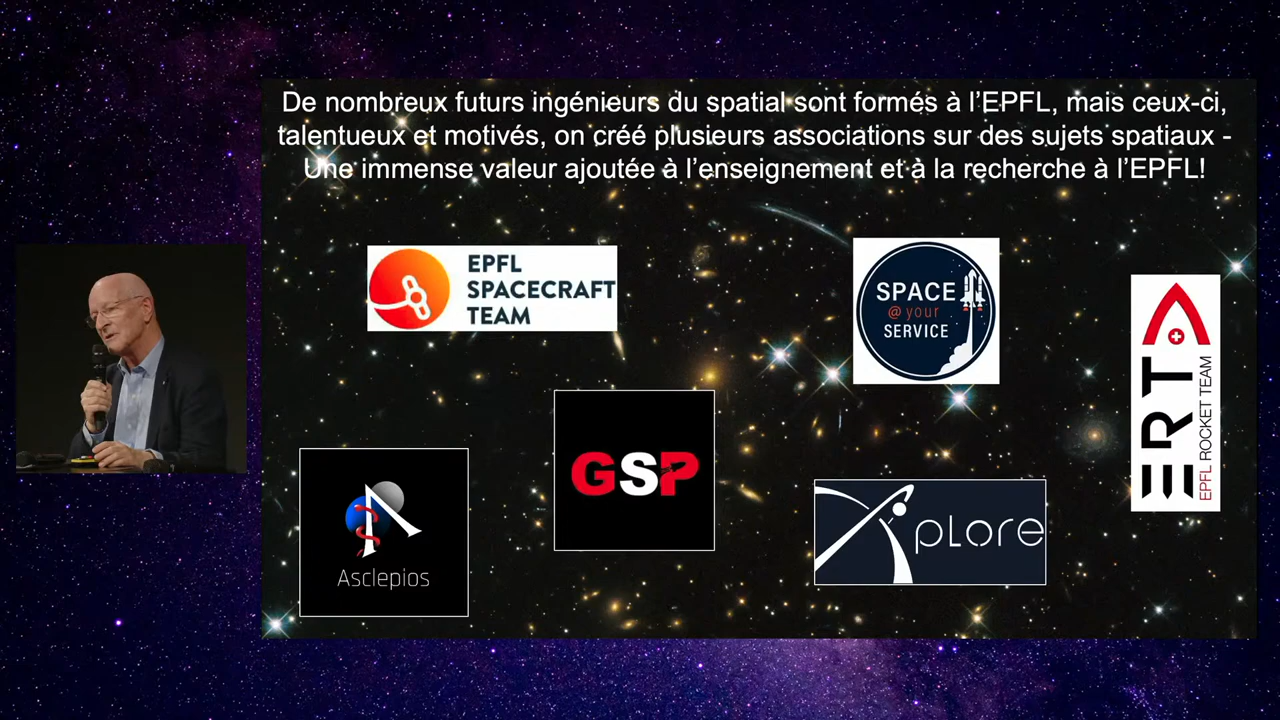 De nombreux futurs ingénieurs du spatial sont formés à l'EPFL, mais ceux-ci,
talentueux et motivés, on créé plusieurs associations sur des sujets spatiaux -
Une immense valeur ajoutée à l'enseignement et à la recherche à l'EPFL!
EPFL
SPACECRAFT
TEAM
SPACE
@ your
SERVICE
ERT
EPFL ROCKET TEAM
GSP
Xplore
Asclepios